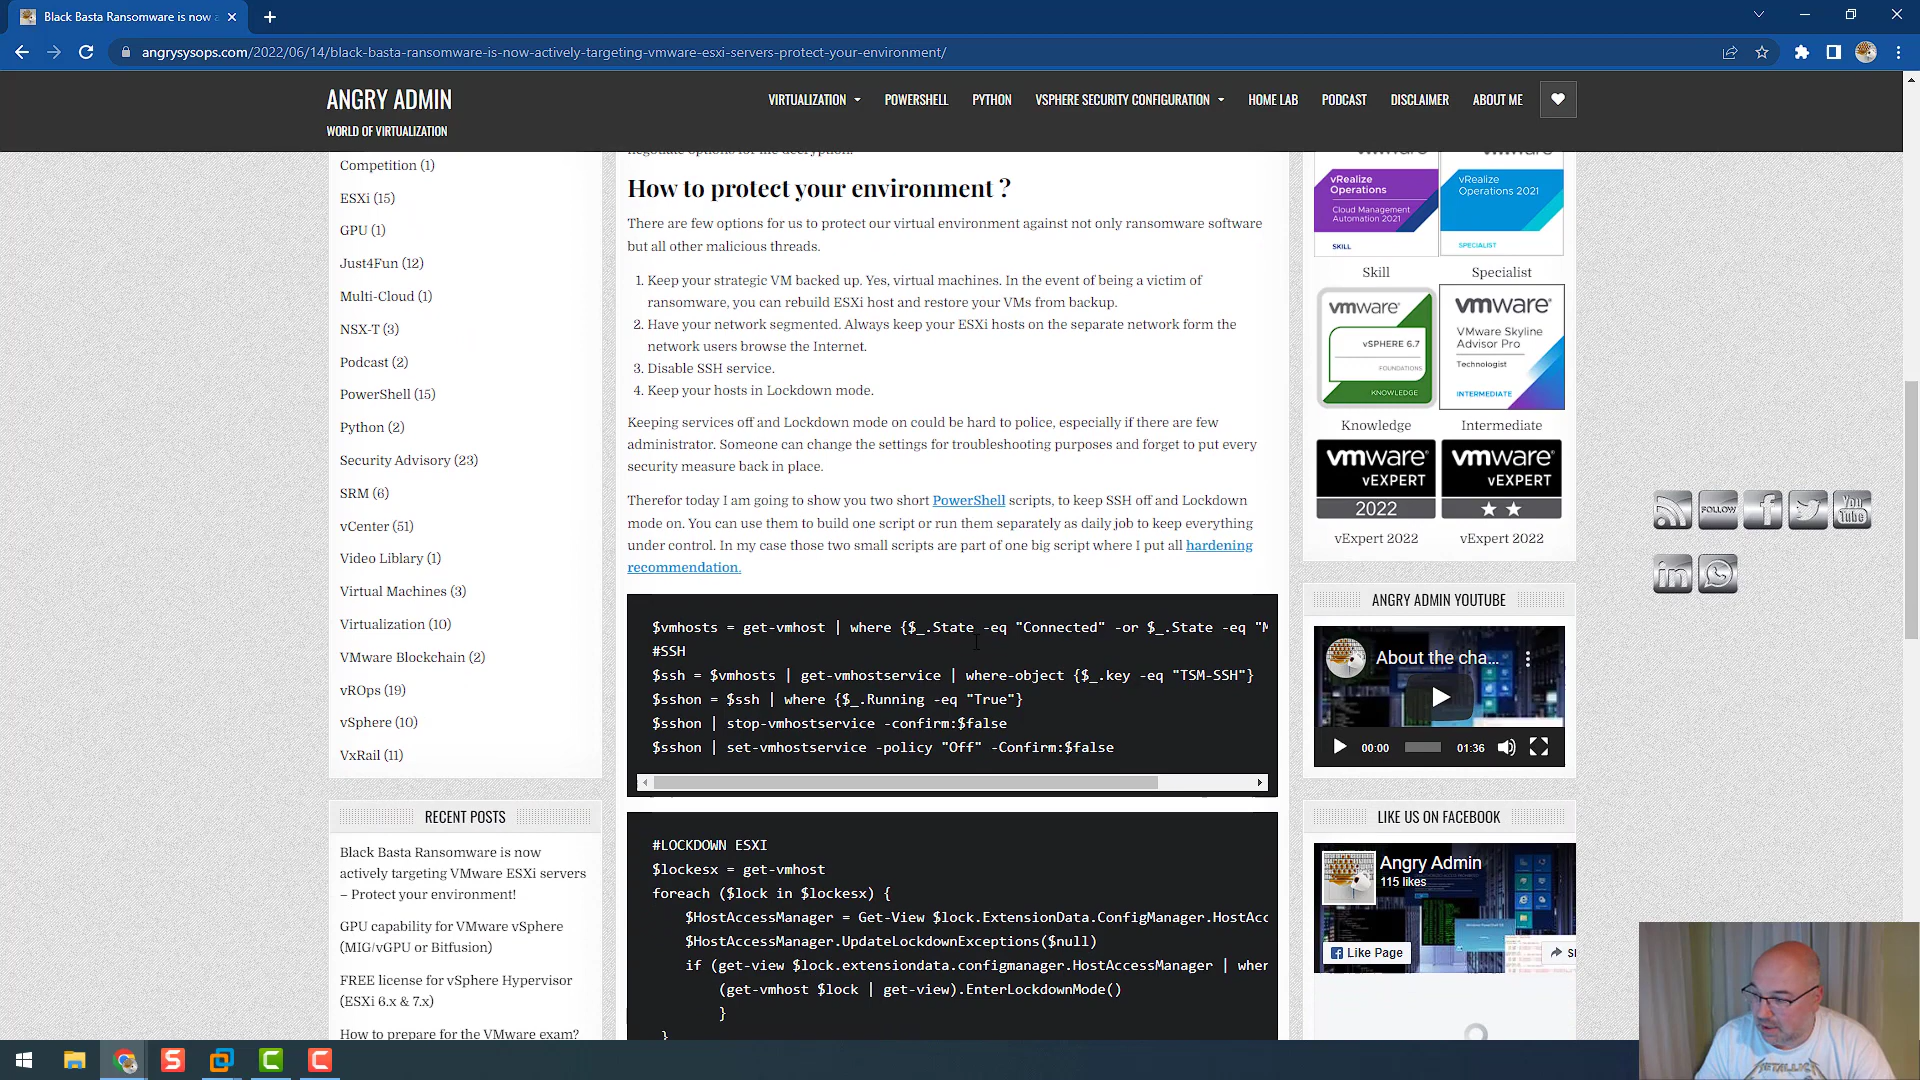 Black Basta Ransomware is now a
angrysysops.com/2022/06/14/black-basta-ransomware-is-now-actively-targeting-vmware-esxi-servers-protect-your-environment/
ANGRY ADMIN
WORLD OF VIRTUALIZATION
VIRTUALIZATION
POWERSHELL
PYTHON
VSPHERE SECURITY CONFIGURATION
HOME LAB
PODCAST
DISCLAIMER
ABOUT ME
Competition (1)
ESXi (15)
GPU (1)
Just4Fun (12)
Multi-Cloud (1)
NSX-T (3)
Podcast (2)
PowerShell (15)
Python (2)
Security Advisory (23)
SRM (6)
vCenter (51)
Video Library (1)
Virtual Machines (3)
Virtualization (10)
VMware Blockchain (2)
vROps (19)
vSphere (10)
VxRail (11)
RECENT POSTS
Black Basta Ransomware is now
actively targeting VMware ESXi servers
– Protect your environment!
GPU capability for VMware vSphere
(MIG/vGPU or Bitfusion)
FREE license for vSphere Hypervisor
(ESXi 6.x & 7.x)
How to prepare for the VMware exam?
negotiate options for file decryption.
How to protect your environment ?
There are few options for us to protect our virtual environment against not only ransomware software
but all other malicious threads.
1. Keep your strategic VM backed up. Yes, virtual machines. In the event of being a victim of
ransomware, you can rebuild ESXi host and restore your VMs from backup.
2. Have your network segmented. Always keep your ESXi hosts on the separate network form the
network users browse the Internet.
3. Disable SSH service.
4. Keep your hosts in Lockdown mode.
Keeping services off and Lockdown mode on could be hard to police, especially if there are few
administrator. Someone can change the settings for troubleshooting purposes and forget to put every
security measure back in place.
Therefor today I am going to show you two short PowerShell scripts, to keep SSH off and Lockdown
mode on. You can use them to build one script or run them separately as daily job to keep everything
under control. In my case those two small scripts are part of one big script where I put all hardening
recommendation.
$vmhosts = get-vmhost | where {$_.State -eq "Connected" -or $_.State -eq "M
#SSH
$ssh = $vmhosts | get-vmhostservice | where-object {$_.key -eq "TSM-SSH"}
$sshon = $ssh | where {$_.Running -eq "True"}
$sshon | stop-vmhostservice -confirm:$false
$sshon | set-vmhostservice -policy "Off" -Confirm:$false
#LOCKDOWN ESXI
$lockesx = get-vmhost
foreach ($lock in $lockesx) {
$HostAccessManager = Get-View $lock.ExtensionData.ConfigManager.HostAcc
$HostAccessManager.UpdateLockdownExceptions($null)
if (get-view $lock.extensiondata.configmanager.HostAccessManager | wher
(get-vmhost $lock | get-view).EnterLockdownMode()
}
}
vRealize
Operations
Cloud Management
Automation 2021
SKILL
vRealize
Operations 2021
SPECIALIST
Skill
Specialist
vmware
vSPHERE 6.7
FOUNDATIONS
KNOWLEDGE
vmware
VMware Skyline
Advisor Pro
Technologist
INTERMEDIATE
Knowledge
Intermediate
vmware
vEXPERT
2022
vmware
vEXPERT
★★
vExpert 2022
vExpert 2022
ANGRY ADMIN YOUTUBE
About the cha...
00:00
01:36
LIKE US ON FACEBOOK
Angry Admin
115 likes
Like Page
FOLLOW
You
Tube
in
METALLICA